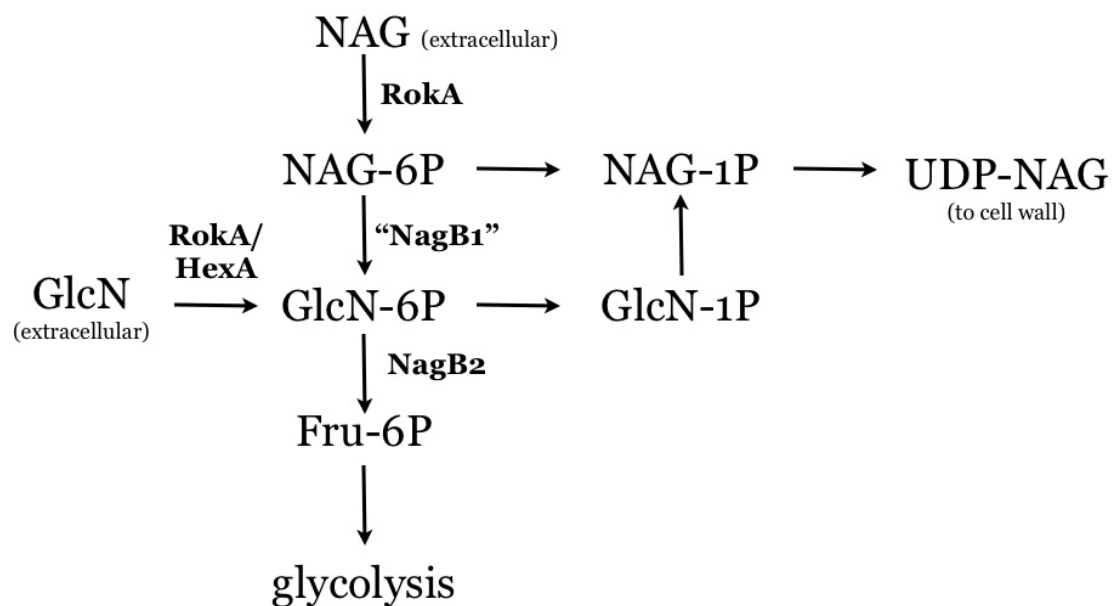 NAG (extracellular)
RokA
NAG-6P
NAG-1P
UDP-NAG
(to cell wall)
RokA/
HexA
“NagB1”
GlcN
(extracellular)
GlcN-6P
GlcN-1P
NagB2
Fru-6P
glycolysis